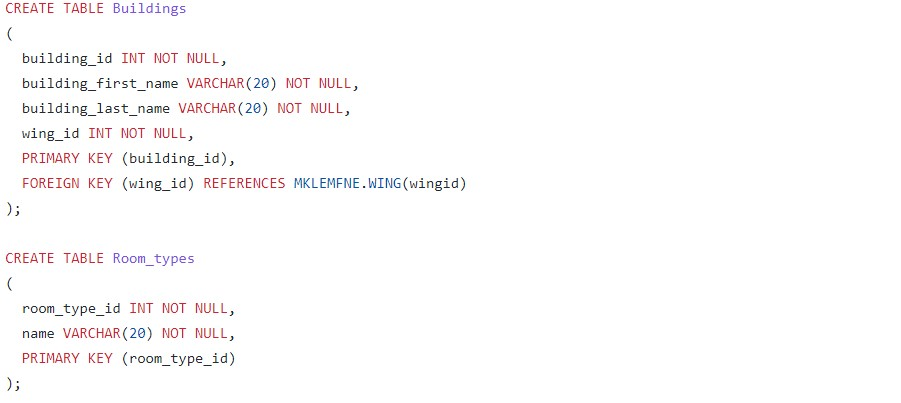 CREATE TABLE Buildings
(
  building_id INT NOT NULL,
  building_first_name VARCHAR(20) NOT NULL,
  building_last_name VARCHAR(20) NOT NULL,
  wing_id INT NOT NULL,
  PRIMARY KEY (building_id),
  FOREIGN KEY (wing_id) REFERENCES MKLEMFNE.WING(wingid)
);

CREATE TABLE Room_types
(
  room_type_id INT NOT NULL,
  name VARCHAR(20) NOT NULL,
  PRIMARY KEY (room_type_id)
);